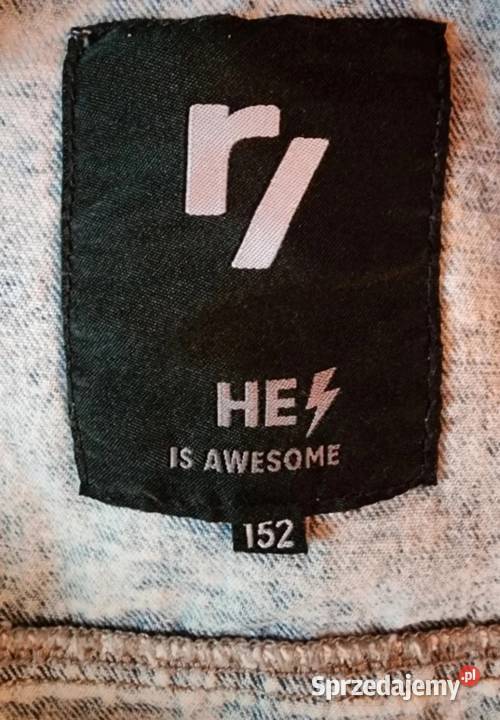 r/
HE
IS AWESOME
152
Sprzedajemy.pl